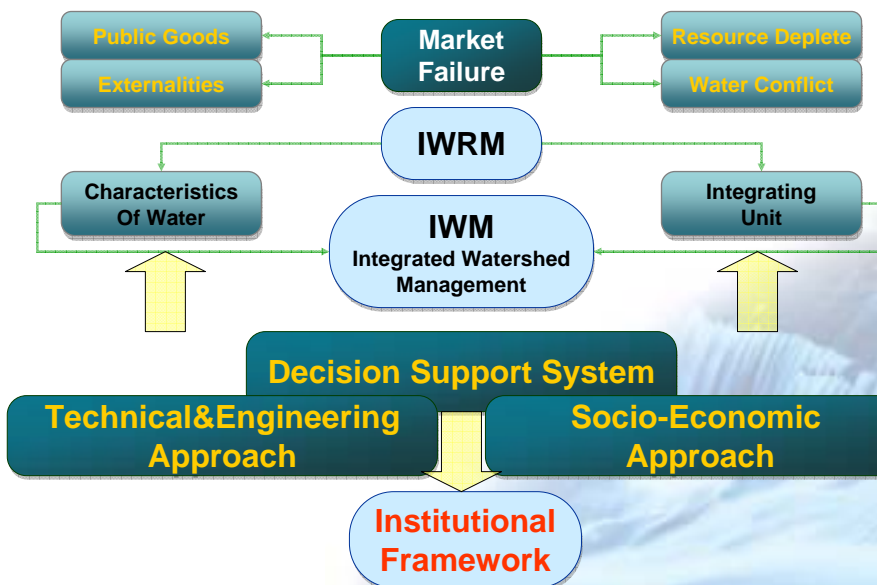 Public Goods
Externalities
Market
Failure
Resource Deplete
Water Conflict
IWRM
Characteristics
Of Water
Integrating
Unit
IWM
Integrated Watershed
Management
Decision Support System
Technical&Engineering
Approach
Socio-Economic
Approach
Institutional
Framework